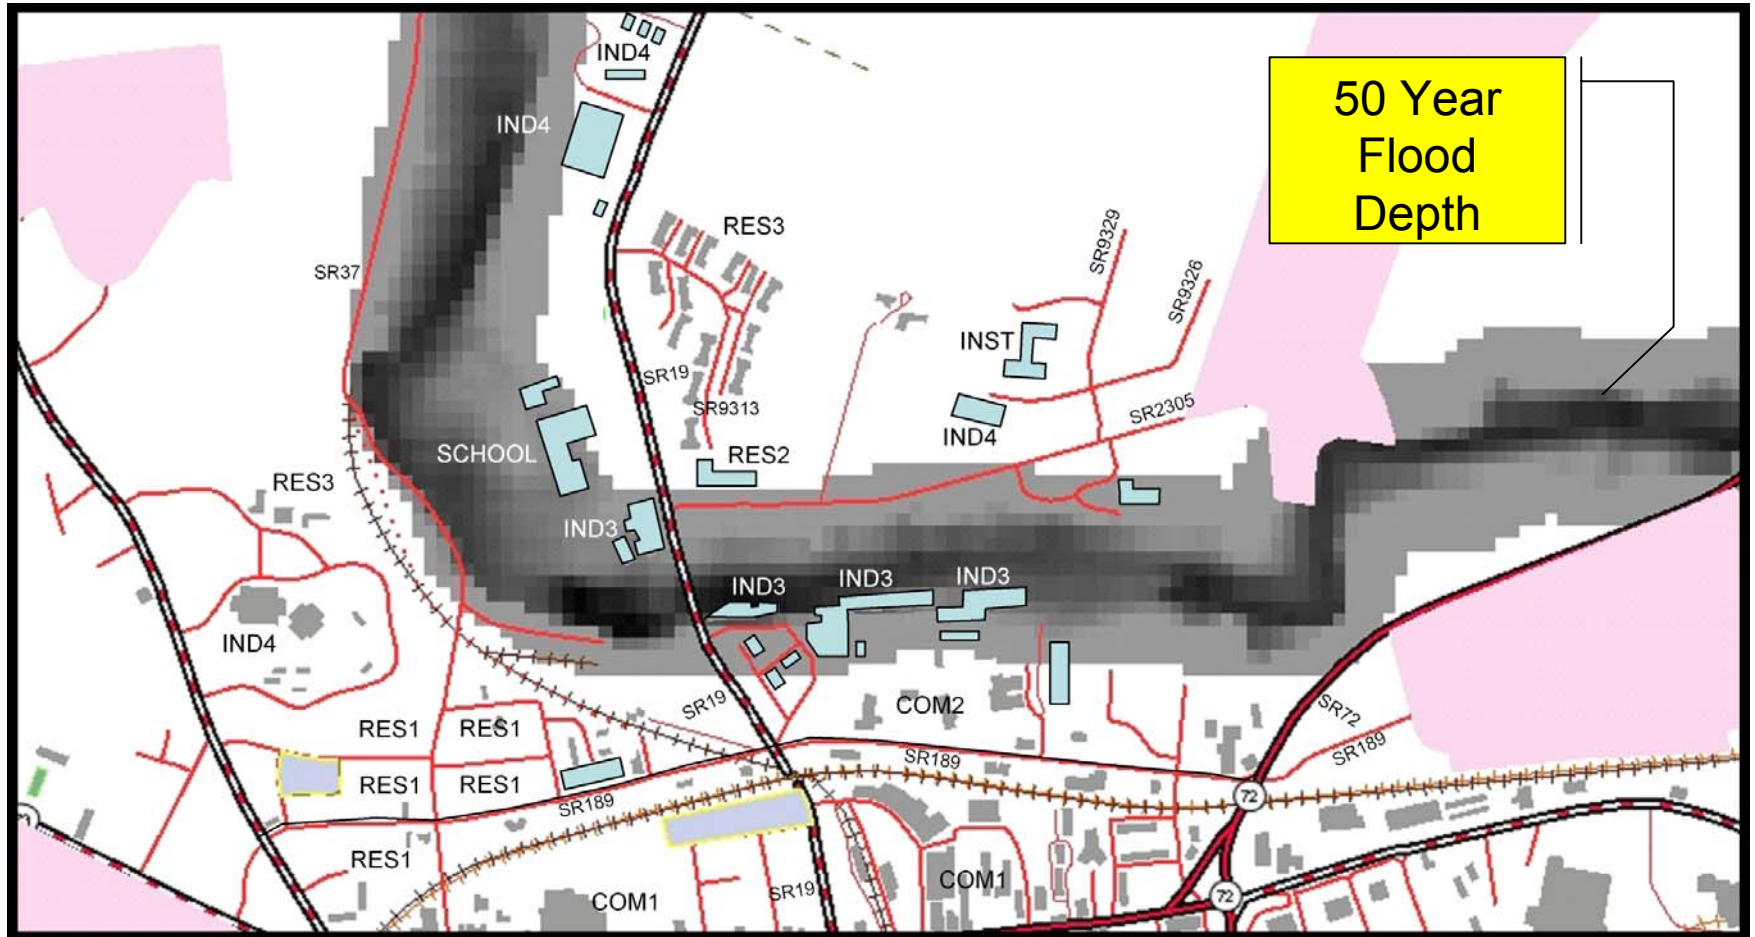 IND4
50 Year
Flood
Depth
IND4
RES3
SR9329
SR37
SR9326
INST
SR19
SR9313
SR2305
IND4
SCHOOL
RES2
RES3
IND3
IND3
IND3
IND3
IND4
SR19
COM2
SR72
RES1
RES1
SR189
SR189
RES1
RES1
SR189
72
RES1
COM1
SR19
COM1
72